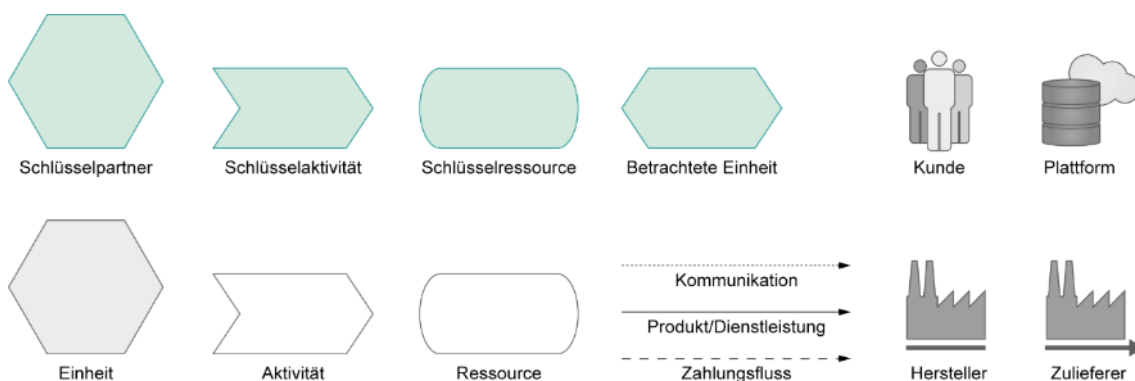 Schlüsselpartner
Schlüsselaktivität
Schlüsselressource
Betrachtete Einheit
Kunde
Plattform
Kommunikation
Produkt/Dienstleistung
Einheit
Aktivität
Ressource
Zahlungsfluss
Hersteller
Zulieferer